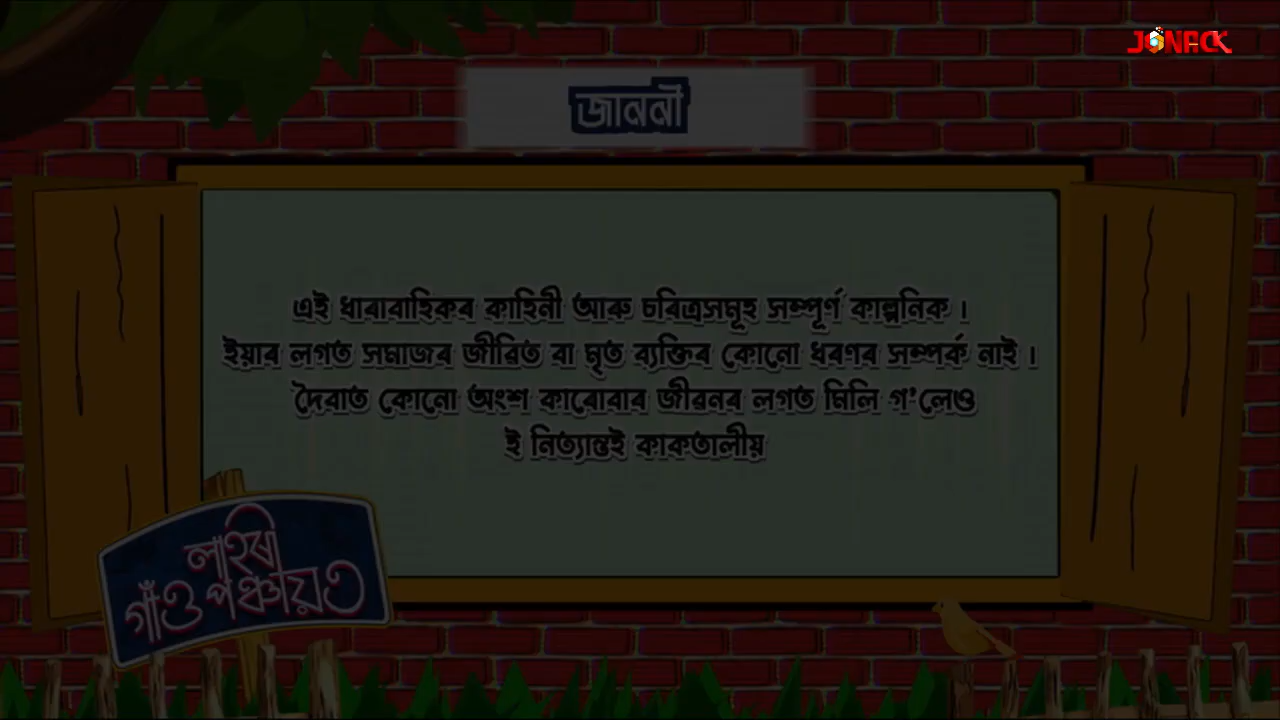 JONACK
জাননী
এই ধাৰাবাহিকৰ কাহিনী আৰু চৰিত্ৰসমূহ সম্পূৰ্ণ কাল্পনিক ।
ইয়াৰ লগত সমাজৰ জীৱিত বা মৃত ব্যক্তিৰ কোনো ধৰণৰ সম্পৰ্ক নাই ।
দৈৱাত কোনো অংশ কাৰোবাৰ জীৱনৰ লগত মিলি গ'লেও
ই নিত্যান্তই কাকতালীয়
লাহৰী
গাঁও পঞ্চায়ত